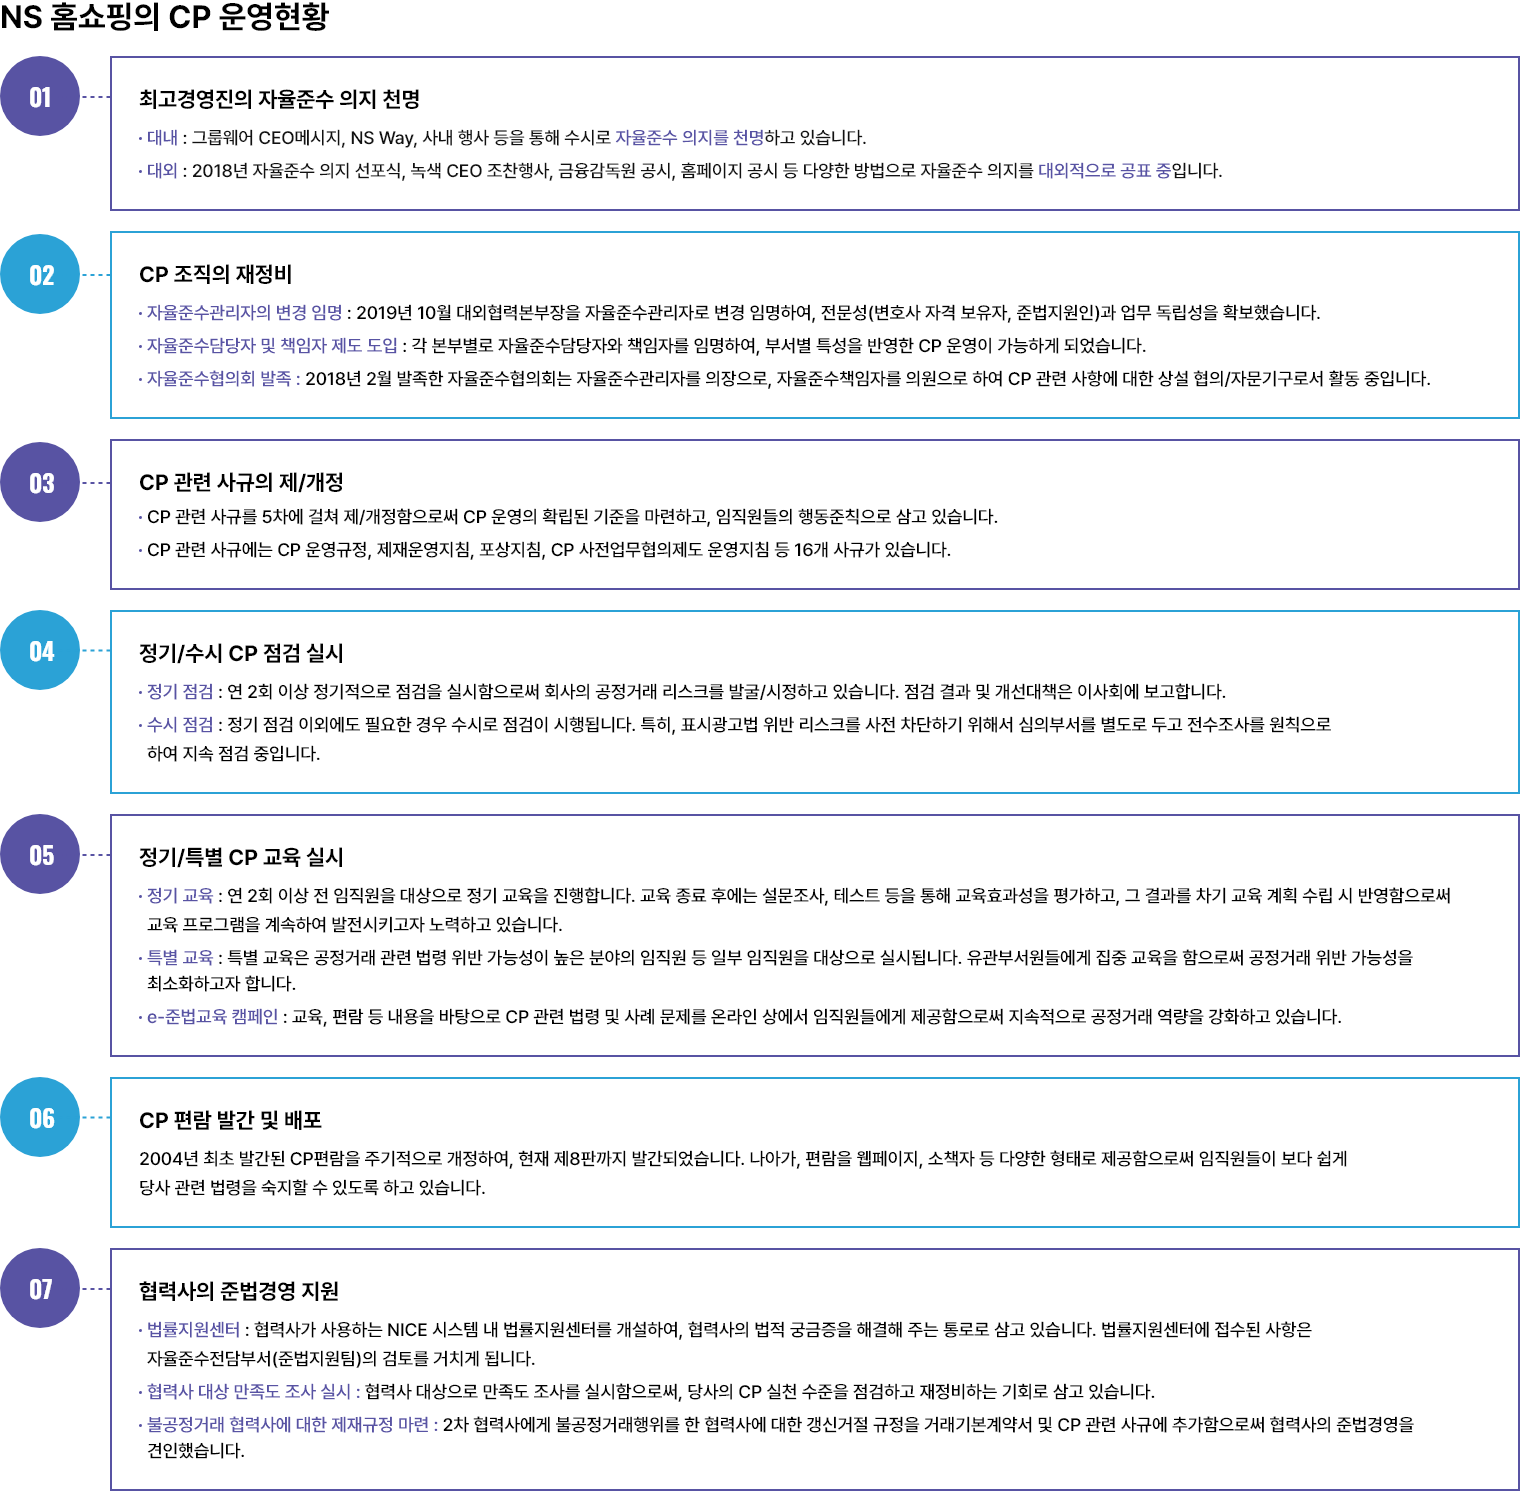 NS 홈쇼핑의 CP 운영현황
01
최고경영진의 자율준수 의지 천명
· 대내 : 그룹웨어 CEO메시지, NS Way, 사내 행사 등을 통해 수시로 자율준수 의지를 천명하고 있습니다.
· 대외 : 2018년 자율준수 의지 선포식, 녹색 CEO 조찬행사, 금융감독원 공시, 홈페이지 공시 등 다양한 방법으로 자율준수 의지를 대외적으로 공표 중입니다.
02
CP 조직의 재정비
· 자율준수관리자의 변경 임명 : 2019년 10월 대외협력본부장을 자율준수관리자로 변경 임명하여, 전문성(변호사 자격 보유자, 준법지원인)과 업무 독립성을 확보했습니다.
· 자율준수담당자 및 책임자 제도 도입 : 각 본부별로 자율준수담당자와 책임자를 임명하여, 부서별 특성을 반영한 CP 운영이 가능하게 되었습니다.
· 자율준수협의회 발족 : 2018년 2월 발족한 자율준수협의회는 자율준수관리자를 의장으로, 자율준수책임자를 의원으로 하여 CP 관련 사항에 대한 상설 협의/자문기구로서 활동 중입니다.
03
CP 관련 사규의 제/개정
· CP 관련 사규를 5차에 걸쳐 제/개정함으로써 CP 운영의 확립된 기준을 마련하고, 임직원들의 행동준칙으로 삼고 있습니다.
· CP 관련 사규에는 CP 운영규정, 제재운영지침, 포상지침, CP 사전업무협의제도 운영지침 등 16개 사규가 있습니다.
04
정기/수시 CP 점검 실시
· 정기 점검 : 연 2회 이상 정기적으로 점검을 실시함으로써 회사의 공정거래 리스크를 발굴/시정하고 있습니다. 점검 결과 및 개선대책은 이사회에 보고합니다.
· 수시 점검 : 정기 점검 이외에도 필요한 경우 수시로 점검이 시행됩니다. 특히, 표시광고법 위반 리스크를 사전 차단하기 위해서 심의부서를 별도로 두고 전수조사를 원칙으로
하여 지속 점검 중입니다.
05
정기/특별 CP 교육 실시
· 정기 교육 : 연 2회 이상 전 임직원을 대상으로 정기 교육을 진행합니다. 교육 종료 후에는 설문조사, 테스트 등을 통해 교육효과성을 평가하고, 그 결과를 차기 교육 계획 수립 시 반영함으로써
교육 프로그램을 계속하여 발전시키고자 노력하고 있습니다.
· 특별 교육 : 특별 교육은 공정거래 관련 법령 위반 가능성이 높은 분야의 임직원 등 일부 임직원을 대상으로 실시됩니다. 유관부서원들에게 집중 교육을 함으로써 공정거래 위반 가능성을
최소화하고자 합니다.
· e-준법교육 캠페인 : 교육, 편람 등 내용을 바탕으로 CP 관련 법령 및 사례 문제를 온라인 상에서 임직원들에게 제공함으로써 지속적으로 공정거래 역량을 강화하고 있습니다.
06
CP 편람 발간 및 배포
2004년 최초 발간된 CP편람을 주기적으로 개정하여, 현재 제8판까지 발간되었습니다. 나아가, 편람을 웹페이지, 소책자 등 다양한 형태로 제공함으로써 임직원들이 보다 쉽게
당사 관련 법령을 숙지할 수 있도록 하고 있습니다.
07
협력사의 준법경영 지원
· 법률지원센터 : 협력사가 사용하는 NICE 시스템 내 법률지원센터를 개설하여, 협력사의 법적 궁금증을 해결해 주는 통로로 삼고 있습니다. 법률지원센터에 접수된 사항은
자율준수전담부서(준법지원팀)의 검토를 거치게 됩니다.
· 협력사 대상 만족도 조사 실시 : 협력사 대상으로 만족도 조사를 실시함으로써, 당사의 CP 실천 수준을 점검하고 재정비하는 기회로 삼고 있습니다.
· 불공정거래 협력사에 대한 제재규정 마련 : 2차 협력사에게 불공정거래행위를 한 협력사에 대한 갱신거절 규정을 거래기본계약서 및 CP 관련 사규에 추가함으로써 협력사의 준법경영을
견인했습니다.